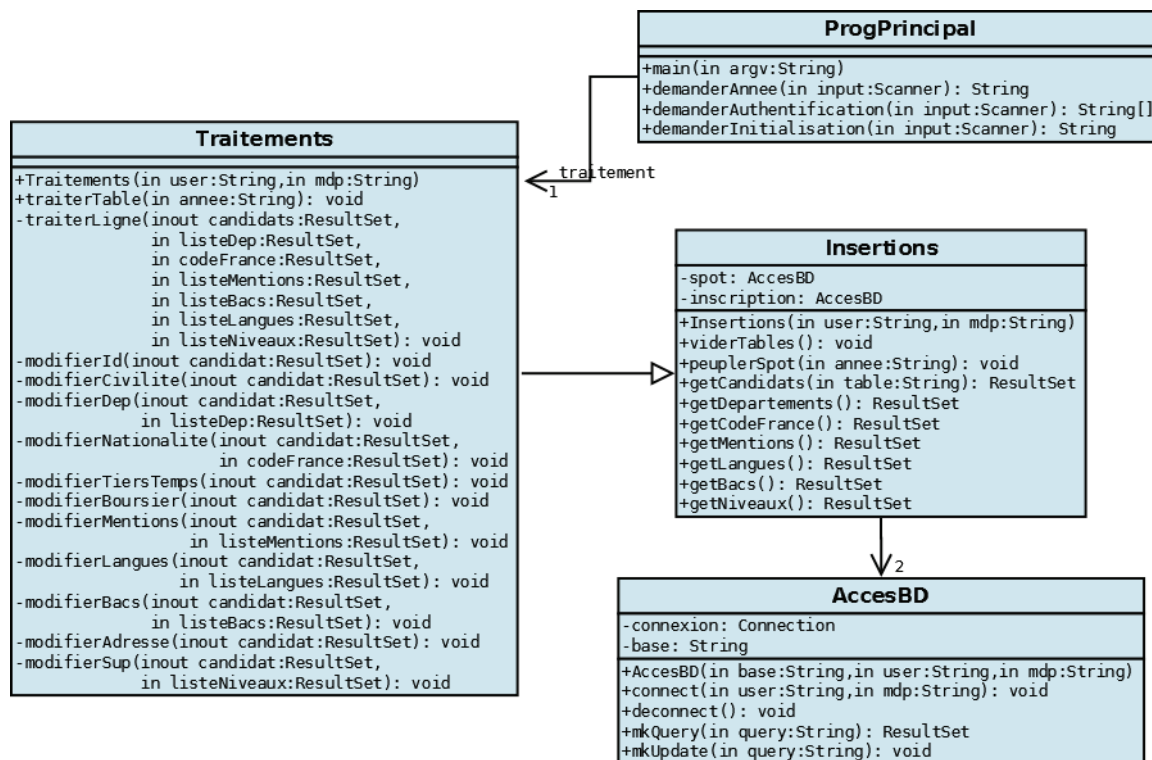 ProgPrincipal
+main(in argv:String)
+demanderAnnee(in input:Scanner): String
+demanderAuthentification(in input:Scanner): String[]
+demanderInitialisation(in input:Scanner): String
traitement
1
Traitements
+Traitements(in user:String,in mdp:String)
+traiterTable(in annee:String): void
-traiterLigne(inout candidats:ResultSet,
in listeDep:ResultSet,
in codeFrance:ResultSet,
in listeMentions:ResultSet,
in listeBacs:ResultSet,
in listeLangues:ResultSet,
in listeNiveaux:ResultSet): void
-modifierId(inout candidat:ResultSet): void
-modifierCivilite(inout candidat:ResultSet): void
-modifierDep(inout candidat:ResultSet,
in listeDep:ResultSet): void
-modifierNationalite(inout candidat:ResultSet,
in codeFrance:ResultSet): void
-modifierTiersTemps(inout candidat:ResultSet): void
-modifierBoursier(inout candidat:ResultSet): void
-modifierMentions(inout candidat:ResultSet,
in listeMentions:ResultSet): void
-modifierLangues(inout candidat:ResultSet,
in listeLangues:ResultSet): void
-modifierBacs(inout candidat:ResultSet,
in listeBacs:ResultSet): void
-modifierAdresse(inout candidat:ResultSet): void
-modifierSup(inout candidat:ResultSet,
in listeNiveaux:ResultSet): void
Insertions
-spot: AccesBD
-inscription: AccesBD
+Insertions(in user:String,in mdp:String)
+viderTables(): void
+peuplerSpot(in annee:String): void
+getCandidats(in table:String): ResultSet
+getDepartements(): ResultSet
+getCodeFrance(): ResultSet
+getMentions(): ResultSet
+getLangues(): ResultSet
+getBacs(): ResultSet
+getNiveaux(): ResultSet
2
AccesBD
-connexion: Connection
-base: String
+AccesBD(in base:String,in user:String,in mdp:String)
+connect(in user:String,in mdp:String): void
+deconnect(): void
+mkQuery(in query:String): ResultSet
+mkUpdate(in query:String): void